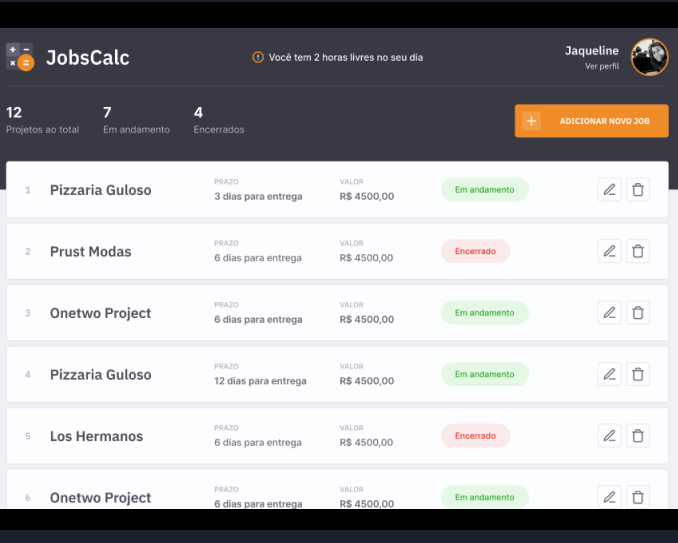 JobsCalc
Você tem 2 horas livres no seu dia
Jaqueline
Ver perfil
12
Projetos ao total
7
Em andamento
4
Encerrados
ADICIONAR NOVO JOB
1 Pizzaria Guloso
PRAZO
3 dias para entrega
VALOR
R$ 4500,00
Em andamento
2 Prust Modas
PRAZO
6 dias para entrega
VALOR
R$ 4500,00
Encerrado
3 Onetwo Project
PRAZO
6 dias para entrega
VALOR
R$ 4500,00
Em andamento
4 Pizzaria Guloso
PRAZO
12 dias para entrega
VALOR
R$ 4500,00
Em andamento
5 Los Hermanos
PRAZO
6 dias para entrega
VALOR
R$ 4500,00
Encerrado
6 Onetwo Project
PRAZO
6 dias para entrega
VALOR
R$ 4500,00
Em andamento